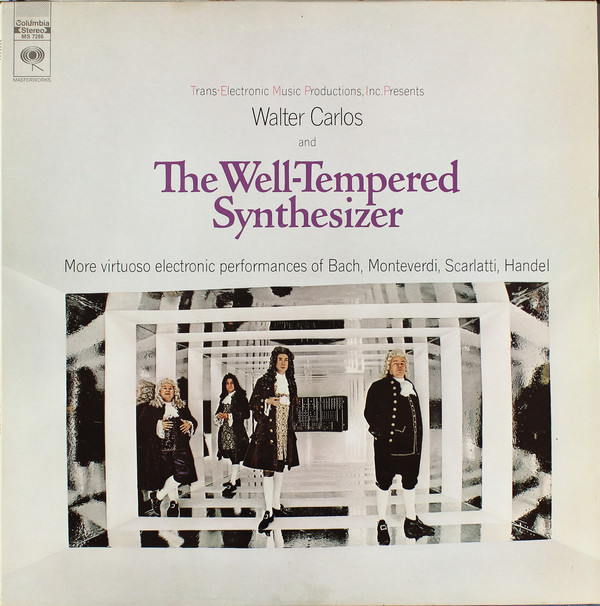 Columbia
Stereo
MS 7286
MASTERWORKS
Trans-Electronic Music Productions, Inc. Presents
Walter Carlos
and
The Well-Tempered
Synthesizer
More virtuoso electronic performances of Bach, Monteverdi, Scarlatti, Handel